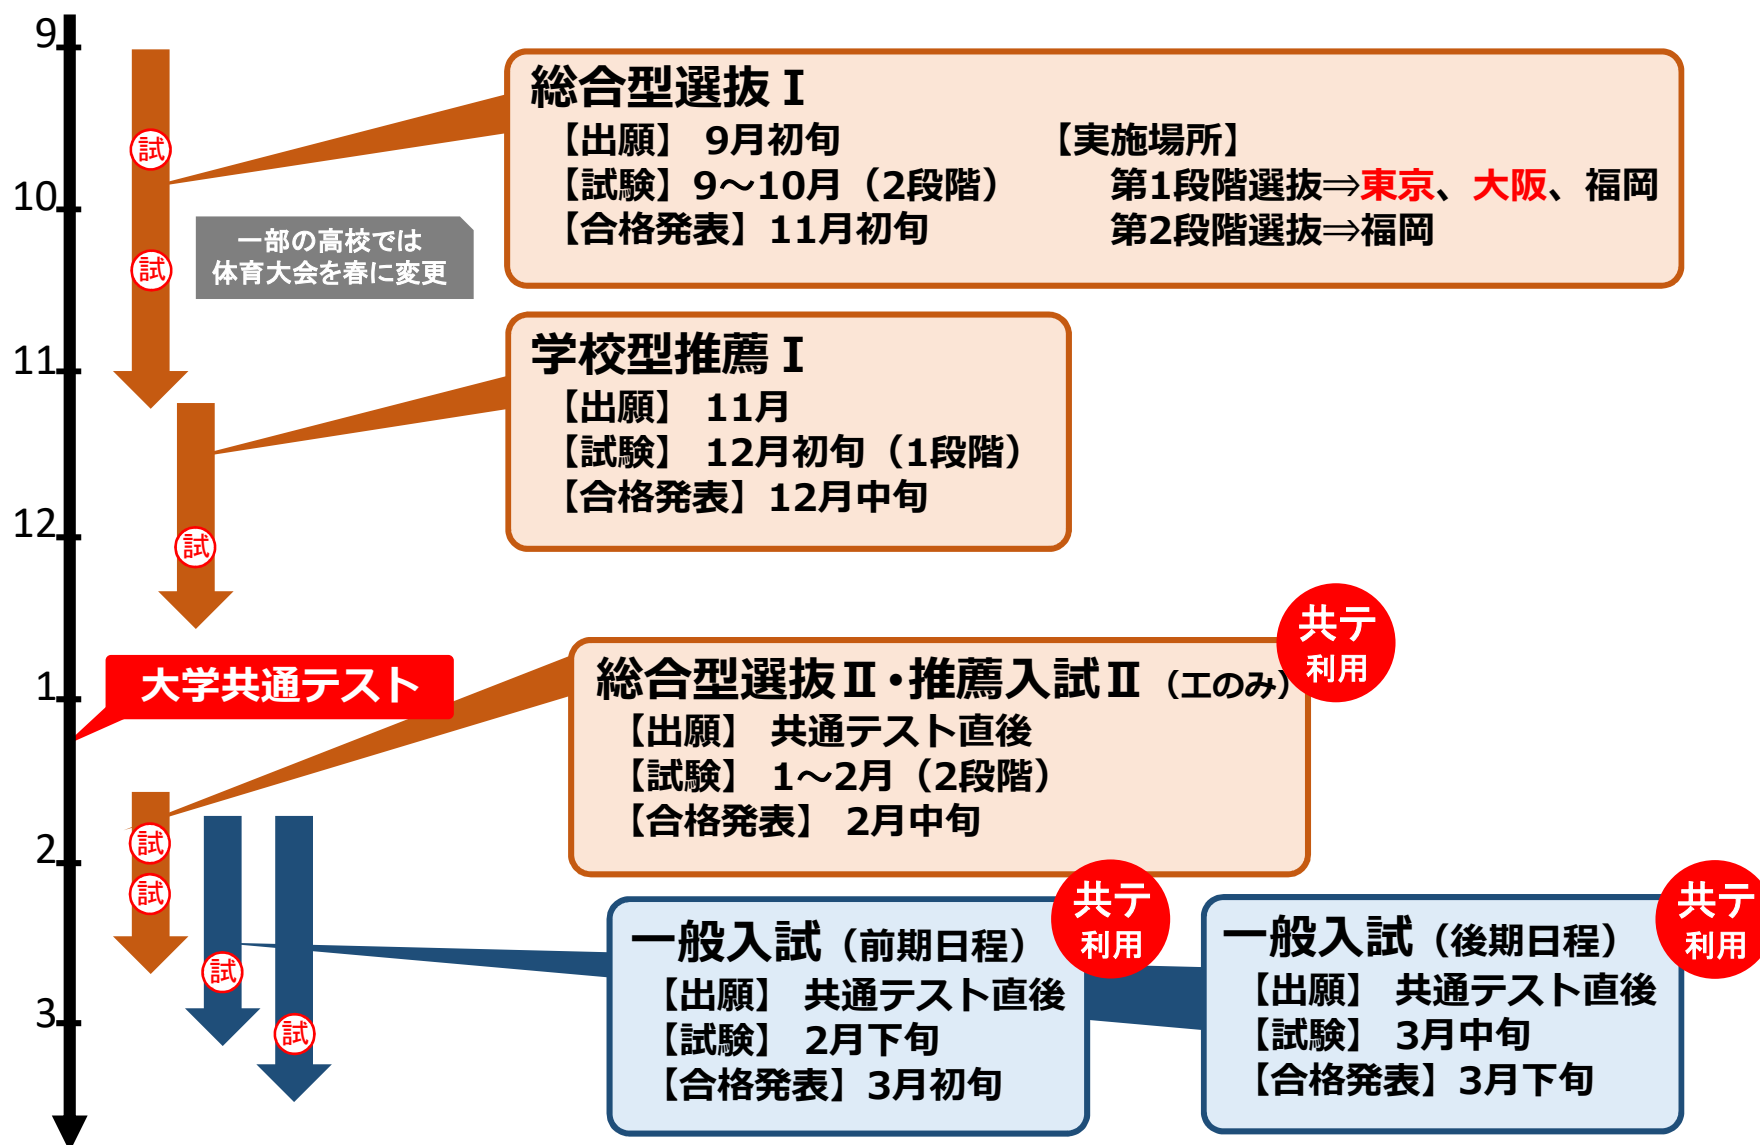 9
10
11
12
1
2
3
試
試
一部の高校では
体育大会を春に変更
総合型選抜Ⅰ
【出願】 9月初旬
【試験】9～10月（2段階）
【合格発表】11月初旬
【実施場所】
第1段階選抜⇒東京、大阪、福岡
第2段階選抜⇒福岡
学校型推薦Ⅰ
【出願】 11月
【試験】 12月初旬（1段階）
【合格発表】12月中旬
試
大学共通テスト
総合型選抜Ⅱ・推薦入試Ⅱ（工のみ）
【出願】 共通テスト直後
【試験】 1～2月（2段階）
【合格発表】 2月中旬
共テ
利用
試
試
試
試
一般入試（前期日程）
【出願】 共通テスト直後
【試験】 2月下旬
【合格発表】3月初旬
共テ
利用
一般入試（後期日程）
【出願】 共通テスト直後
【試験】 3月中旬
【合格発表】3月下旬
共テ
利用